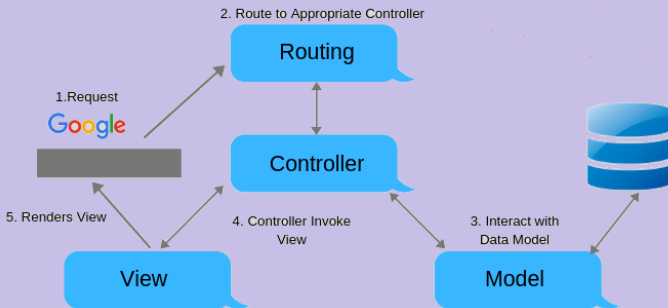 2. Route to Appropriate Controller
Routing
1.Request
Google
Controller
5. Renders View
4. Controller Invoke
View
3. Interact with
Data Model
View
Model